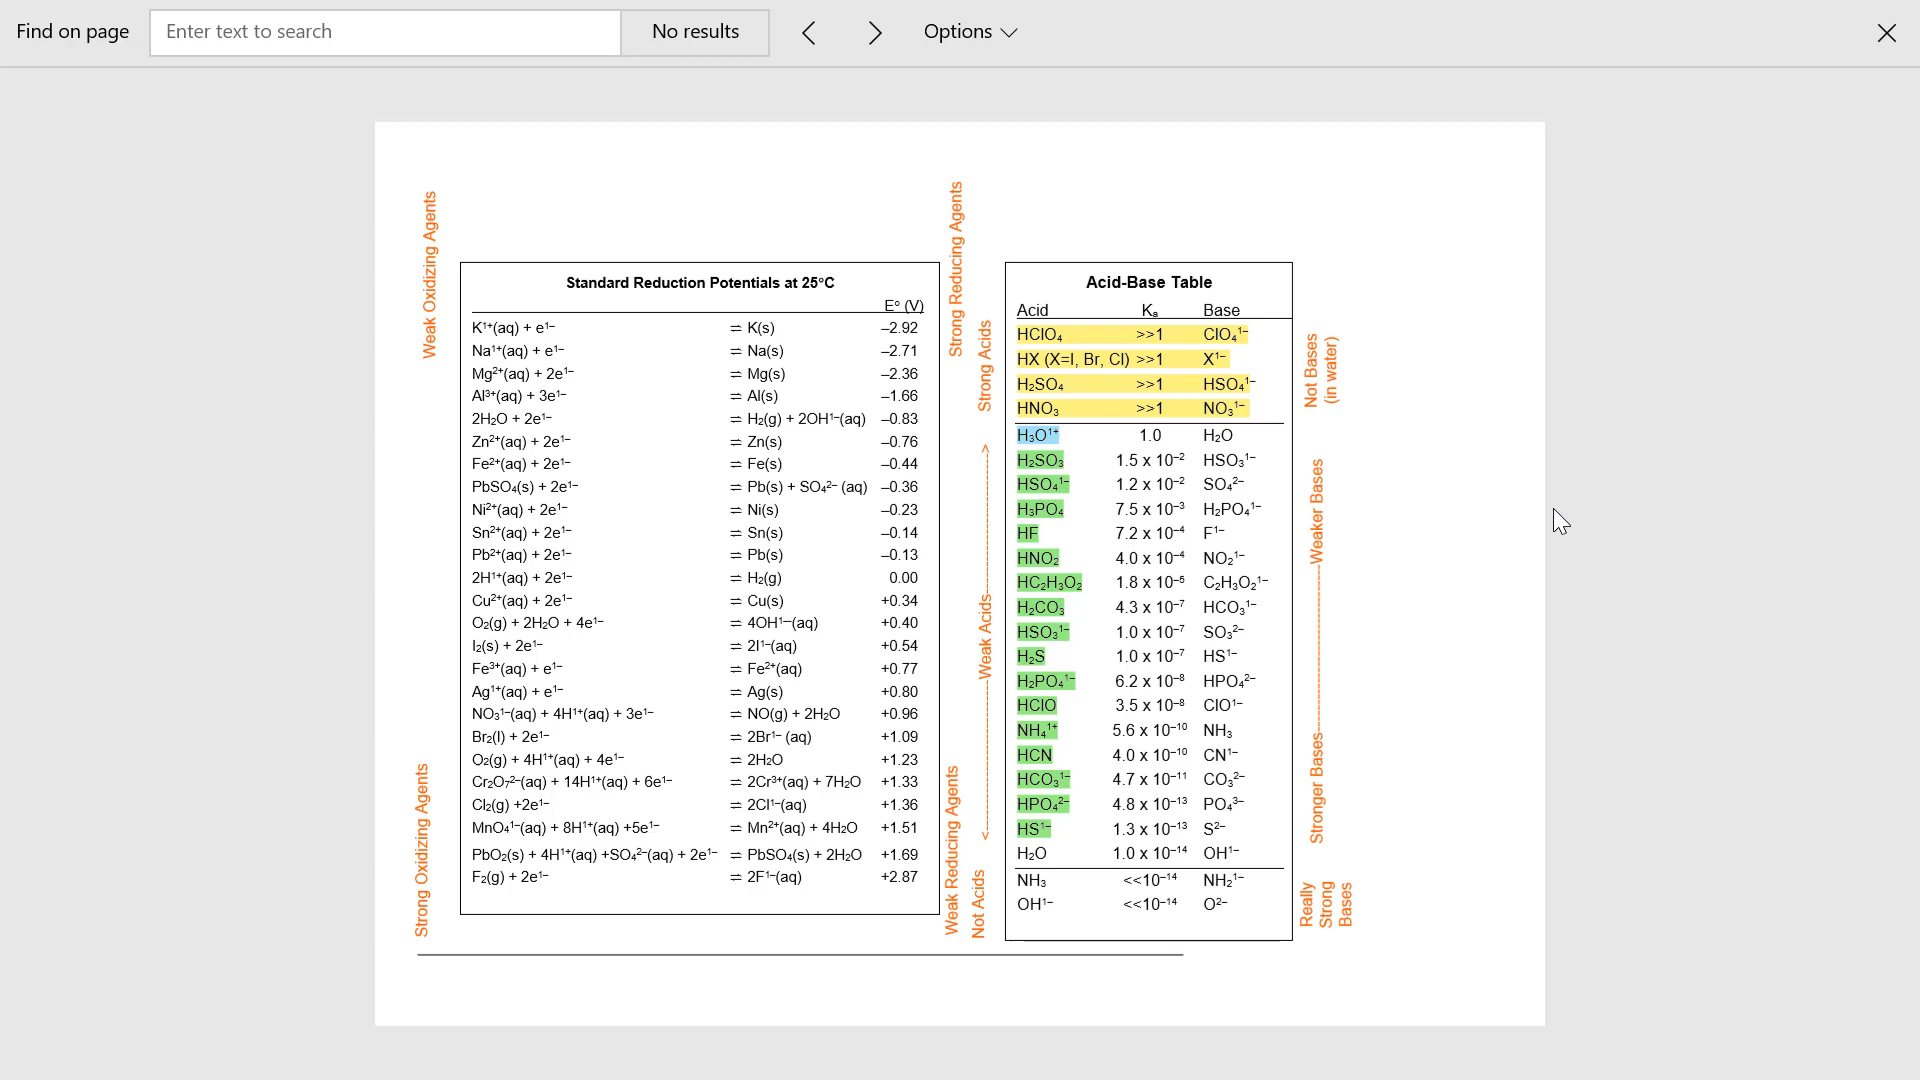 Find on page
Enter text to search
No results
Options
Weak Oxidizing Agents
Strong Oxidizing Agents
Standard Reduction Potentials at 25°C
E° (V)
K¹⁺(aq) + e¹⁻ ⇌ K(s) –2.92
Na¹⁺(aq) + e¹⁻ ⇌ Na(s) –2.71
Mg²⁺(aq) + 2e¹⁻ ⇌ Mg(s) –2.36
Al³⁺(aq) + 3e¹⁻ ⇌ Al(s) –1.66
2H₂O + 2e¹⁻ ⇌ H₂(g) + 2OH¹⁻(aq) –0.83
Zn²⁺(aq) + 2e¹⁻ ⇌ Zn(s) –0.76
Fe²⁺(aq) + 2e¹⁻ ⇌ Fe(s) –0.44
PbSO₄(s) + 2e¹⁻ ⇌ Pb(s) + SO₄²⁻ (aq) –0.36
Ni²⁺(aq) + 2e¹⁻ ⇌ Ni(s) –0.23
Sn²⁺(aq) + 2e¹⁻ ⇌ Sn(s) –0.14
Pb²⁺(aq) + 2e¹⁻ ⇌ Pb(s) –0.13
2H¹⁺(aq) + 2e¹⁻ ⇌ H₂(g) 0.00
Cu²⁺(aq) + 2e¹⁻ ⇌ Cu(s) +0.34
O₂(g) + 2H₂O + 4e¹⁻ ⇌ 4OH¹⁻(aq) +0.40
I₂(s) + 2e¹⁻ ⇌ 2I¹⁻(aq) +0.54
Fe³⁺(aq) + e¹⁻ ⇌ Fe²⁺(aq) +0.77
Ag¹⁺(aq) + e¹⁻ ⇌ Ag(s) +0.80
NO₃¹⁻(aq) + 4H¹⁺(aq) + 3e¹⁻ ⇌ NO(g) + 2H₂O +0.96
Br₂(l) + 2e¹⁻ ⇌ 2Br¹⁻ (aq) +1.09
O₂(g) + 4H¹⁺(aq) + 4e¹⁻ ⇌ 2H₂O +1.23
Cr₂O₇²⁻(aq) + 14H¹⁺(aq) + 6e¹⁻ ⇌ 2Cr³⁺(aq) + 7H₂O +1.33
Cl₂(g) +2e¹⁻ ⇌ 2Cl¹⁻(aq) +1.36
MnO₄¹⁻(aq) + 8H¹⁺(aq) +5e¹⁻ ⇌ Mn²⁺(aq) + 4H₂O +1.51
PbO₂(s) + 4H¹⁺(aq) +SO₄²⁻(aq) + 2e¹⁻ ⇌ PbSO₄(s) + 2H₂O +1.69
F₂(g) + 2e¹⁻ ⇌ 2F¹⁻(aq) +2.87
Strong Reducing Agents
Weak Reducing Agents
Strong Acids
<----------Weak Acids---------->
Not Acids
Acid-Base Table
Acid Kₐ Base
HClO₄ >>1 ClO₄¹⁻
HX (X=I, Br, Cl) >>1 X¹⁻
H₂SO₄ >>1 HSO₄¹⁻
HNO₃ >>1 NO₃¹⁻
H₃O¹⁺ 1.0 H₂O
H₂SO₃ 1.5 x 10⁻² HSO₃¹⁻
HSO₄¹⁻ 1.2 x 10⁻² SO₄²⁻
H₃PO₄ 7.5 x 10⁻³ H₂PO₄¹⁻
HF 7.2 x 10⁻⁴ F¹⁻
HNO₂ 4.0 x 10⁻⁴ NO₂¹⁻
HC₂H₃O₂ 1.8 x 10⁻⁵ C₂H₃O₂¹⁻
H₂CO₃ 4.3 x 10⁻⁷ HCO₃¹⁻
HSO₃¹⁻ 1.0 x 10⁻⁷ SO₃²⁻
H₂S 1.0 x 10⁻⁷ HS¹⁻
H₂PO₄¹⁻ 6.2 x 10⁻⁸ HPO₄²⁻
HClO 3.5 x 10⁻⁸ ClO¹⁻
NH₄¹⁺ 5.6 x 10⁻¹⁰ NH₃
HCN 4.0 x 10⁻¹⁰ CN¹⁻
HCO₃¹⁻ 4.7 x 10⁻¹¹ CO₃²⁻
HPO₄²⁻ 4.8 x 10⁻¹³ PO₄³⁻
HS¹⁻ 1.3 x 10⁻¹³ S²⁻
H₂O 1.0 x 10⁻¹⁴ OH¹⁻
NH₃ <<10⁻¹⁴ NH₂¹⁻
OH¹⁻ <<10⁻¹⁴ O²⁻
Not Bases
(in water)
Stronger Bases----------Weaker Bases
Really
Strong
Bases